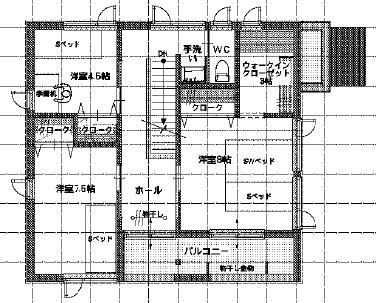 Sベッド
洋室4.5帖
学習机
クローク
クローク
DN
手洗い
WC
ウォークイン
クローゼット
3帖
クローク
洋室8帖
SWベッド
Sベッド
洋室7.5帖
Sベッド
ホール
物干し
バルコニー
物干し金物